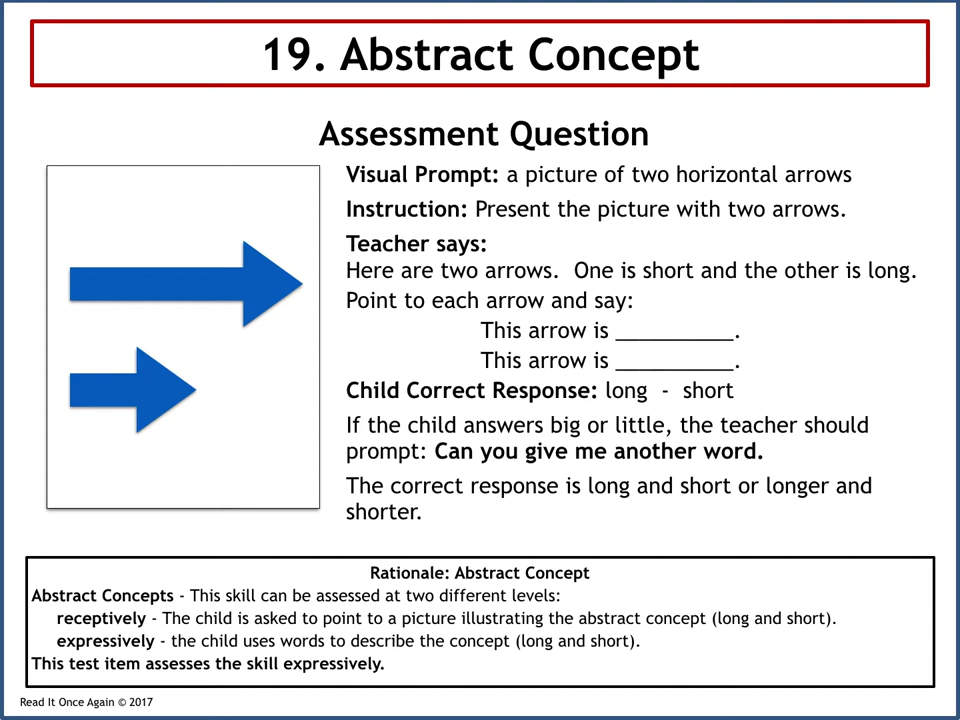 19. Abstract Concept
Assessment Question
Visual Prompt: a picture of two horizontal arrows
Instruction: Present the picture with two arrows.
Teacher says:
Here are two arrows.  One is short and the other is long.
Point to each arrow and say:
This arrow is __________.
This arrow is __________.
Child Correct Response: long  -  short
If the child answers big or little, the teacher should
prompt: Can you give me another word.
The correct response is long and short or longer and
shorter.
Rationale: Abstract Concept
Abstract Concepts - This skill can be assessed at two different levels:
receptively - The child is asked to point to a picture illustrating the abstract concept (long and short).
expressively - the child uses words to describe the concept (long and short).
This test item assesses the skill expressively.
Read It Once Again © 2017